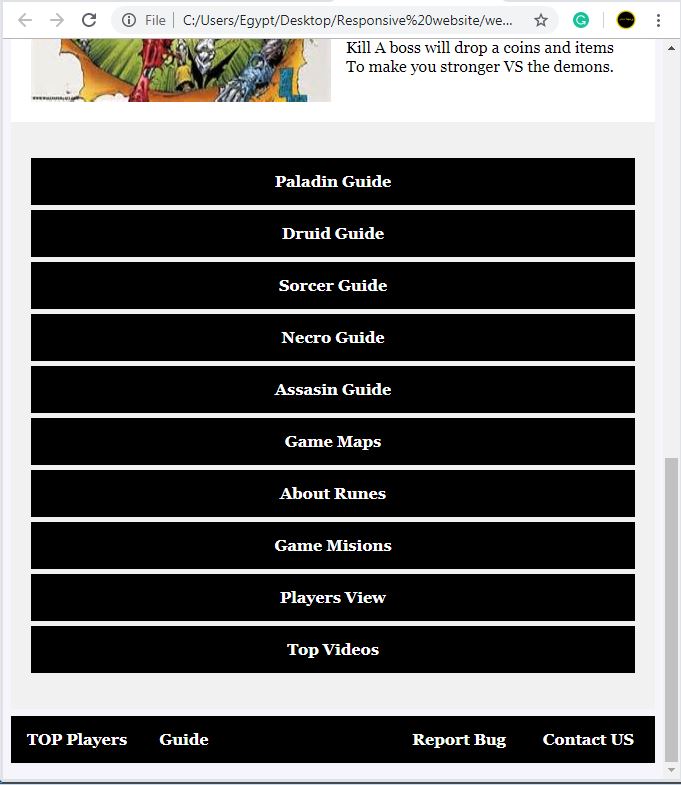 File
C:/Users/Egypt/Desktop/Responsive%20website/we...
Kill A boss will drop a coins and items
To make you stronger VS the demons.
Paladin Guide
Druid Guide
Sorcer Guide
Necro Guide
Assasin Guide
Game Maps
About Runes
Game Misions
Players View
Top Videos
TOP Players Guide Report Bug Contact US